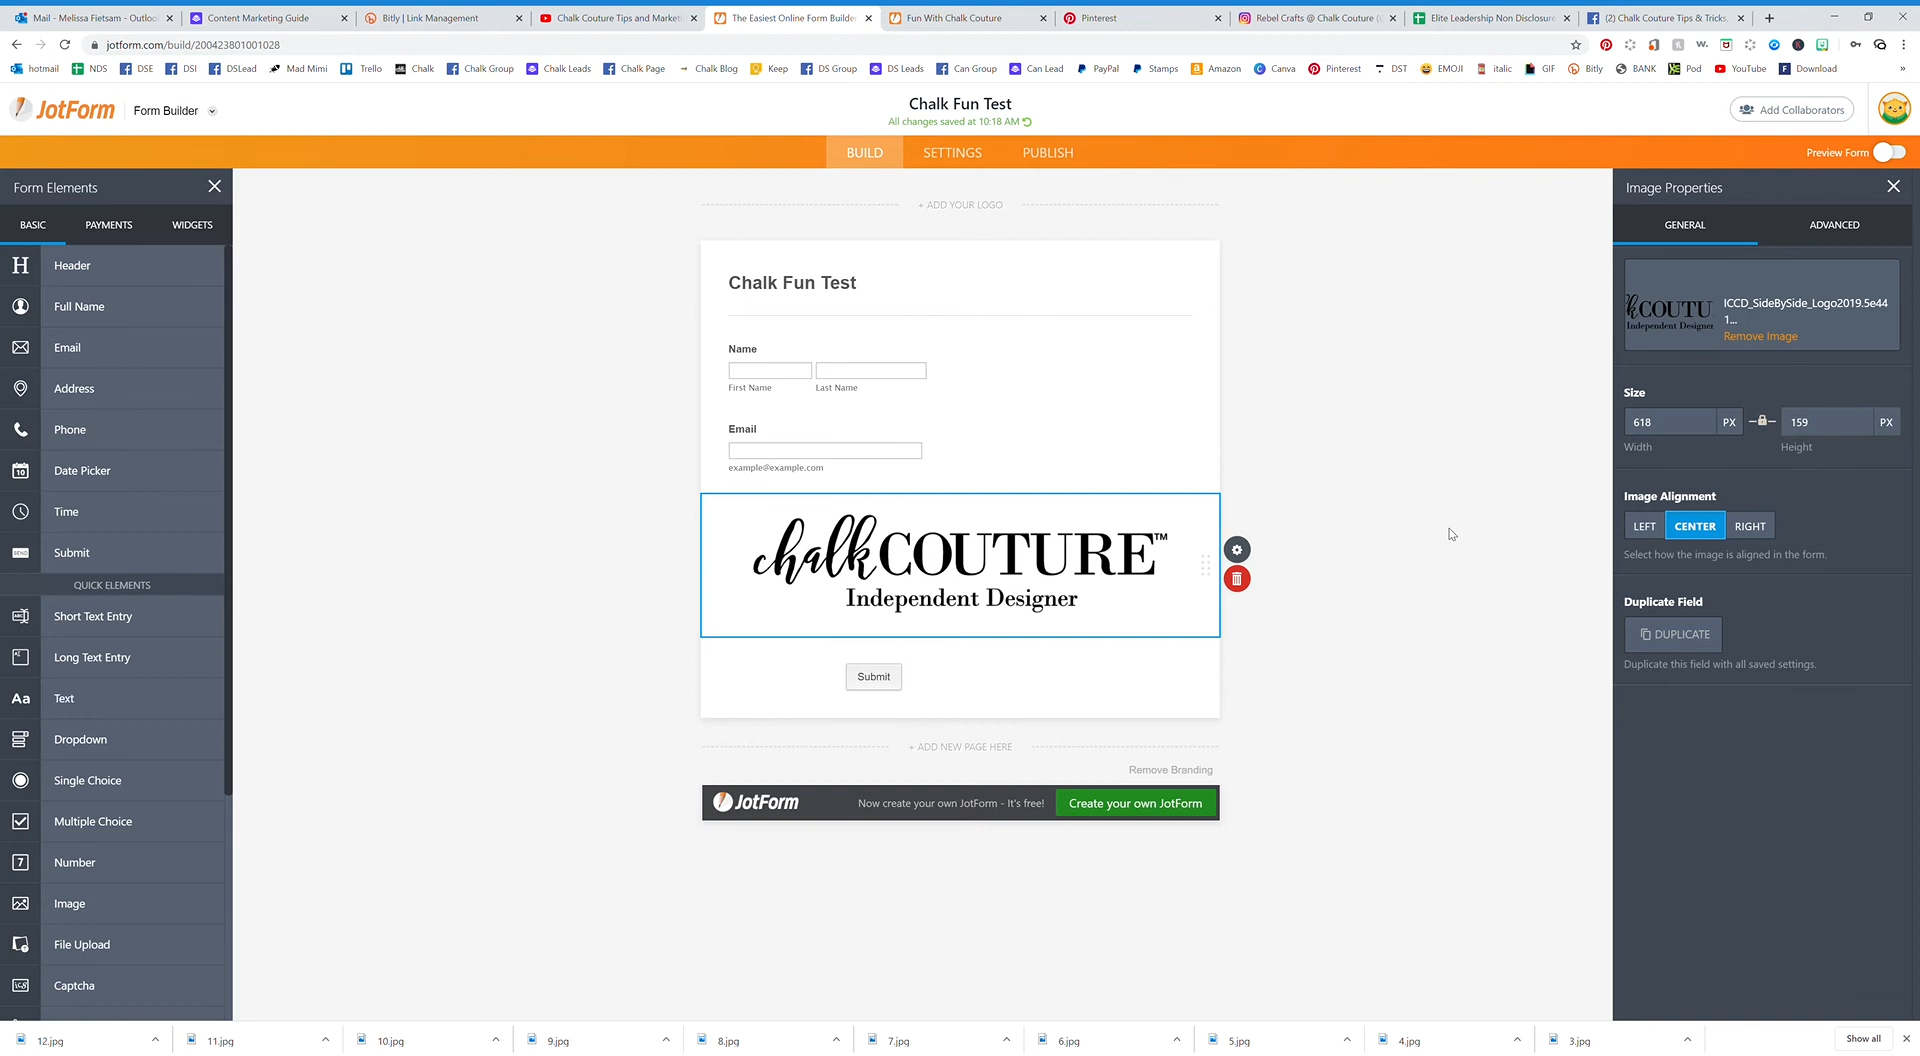 Mail - Melissa Fietsam - Outloo
Content Marketing Guide
Bitly | Link Management
Chalk Couture Tips and Marketi
The Easiest Online Form Builde
Fun With Chalk Couture
Pinterest
Rebel Crafts @ Chalk Couture (
Elite Leadership Non Disclosure
(2) Chalk Couture Tips & Tricks,
jotform.com/build/200423801001028
hotmail NDS DSE DSI DSLead Mad Mimi Trello Chalk Chalk Group Chalk Leads Chalk Page Chalk Blog Keep DS Group DS Leads Can Group Can Lead PayPal Stamps Amazon Canva Pinterest DST EMOJI italic GIF Bitly BANK Pod YouTube Download »
JotForm Form Builder
Chalk Fun Test
All changes saved at 10:18 AM
Add Collaborators
BUILD SETTINGS PUBLISH
Preview Form
Form Elements
BASIC PAYMENTS WIDGETS
Header
Full Name
Email
Address
Phone
Date Picker
Time
Submit
QUICK ELEMENTS
Short Text Entry
Long Text Entry
Text
Dropdown
Single Choice
Multiple Choice
Number
Image
File Upload
Captcha
+ ADD YOUR LOGO
Chalk Fun Test
Name
First Name Last Name
Email
example@example.com
chalkCOUTURE™
Independent Designer
Submit
+ ADD NEW PAGE HERE
Remove Branding
JotForm Now create your own JotForm - It's free! Create your own JotForm
Image Properties
GENERAL ADVANCED
kCOUTU
Independent Designer
ICCD_SideBySide_Logo2019.5e44
1...
Remove Image
Size
618 PX 159 PX
Width Height
Image Alignment
LEFT CENTER RIGHT
Select how the image is aligned in the form.
Duplicate Field
DUPLICATE
Duplicate this field with all saved settings.
12.jpg 11.jpg 10.jpg 9.jpg 8.jpg 7.jpg 6.jpg 5.jpg 4.jpg 3.jpg Show all